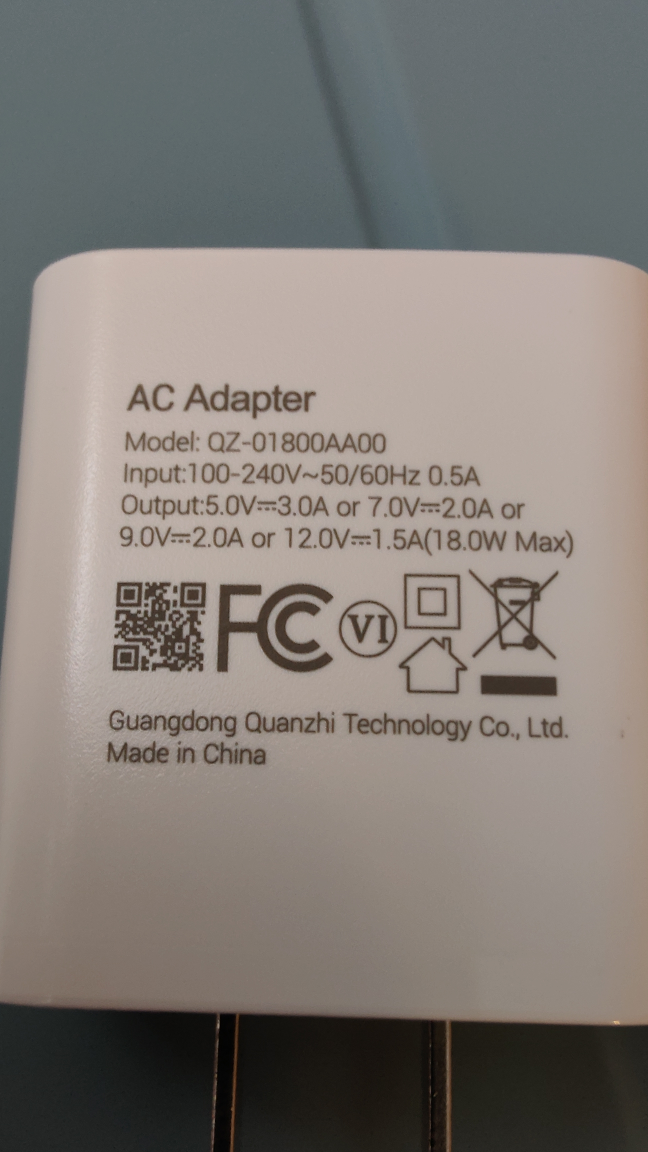 AC Adapter
Model: QZ-01800AA00
Input:100-240V~50/60Hz 0.5A
Output:5.0V⎓3.0A or 7.0V⎓2.0A or
9.0V⎓2.0A or 12.0V⎓1.5A(18.0W Max)
FC VI
Guangdong Quanzhi Technology Co., Ltd.
Made in China